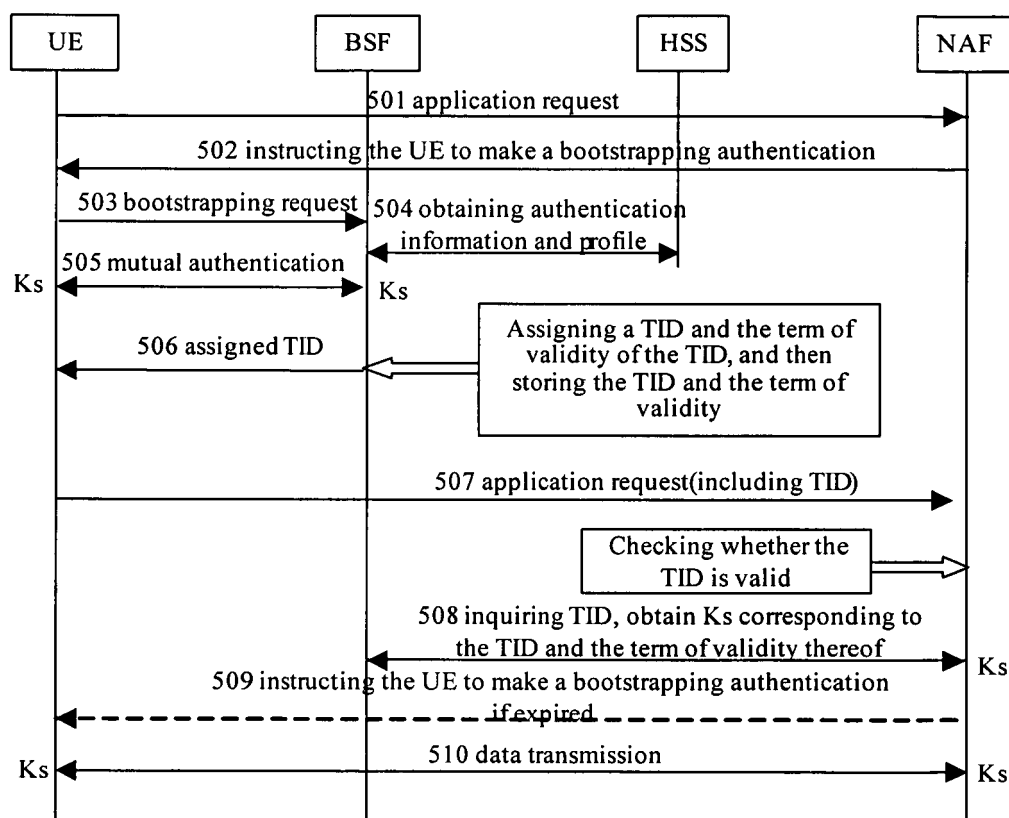 UE
BSF
HSS
NAF
501 application request
502 instructing the UE to make a bootstrapping authentication
503 bootstrapping request
504 obtaining authentication
information and profile
505 mutual authentication
Ks
Ks
Assigning a TID and the term of
validity of the TID, and then
storing the TID and the term of
validity
506 assigned TID
507 application request(including TID)
Checking whether the
TID is valid
508 inquiring TID, obtain Ks corresponding to
the TID and the term of validity thereof
Ks
509 instructing the UE to make a bootstrapping authentication
if expired
510 data transmission
Ks
Ks